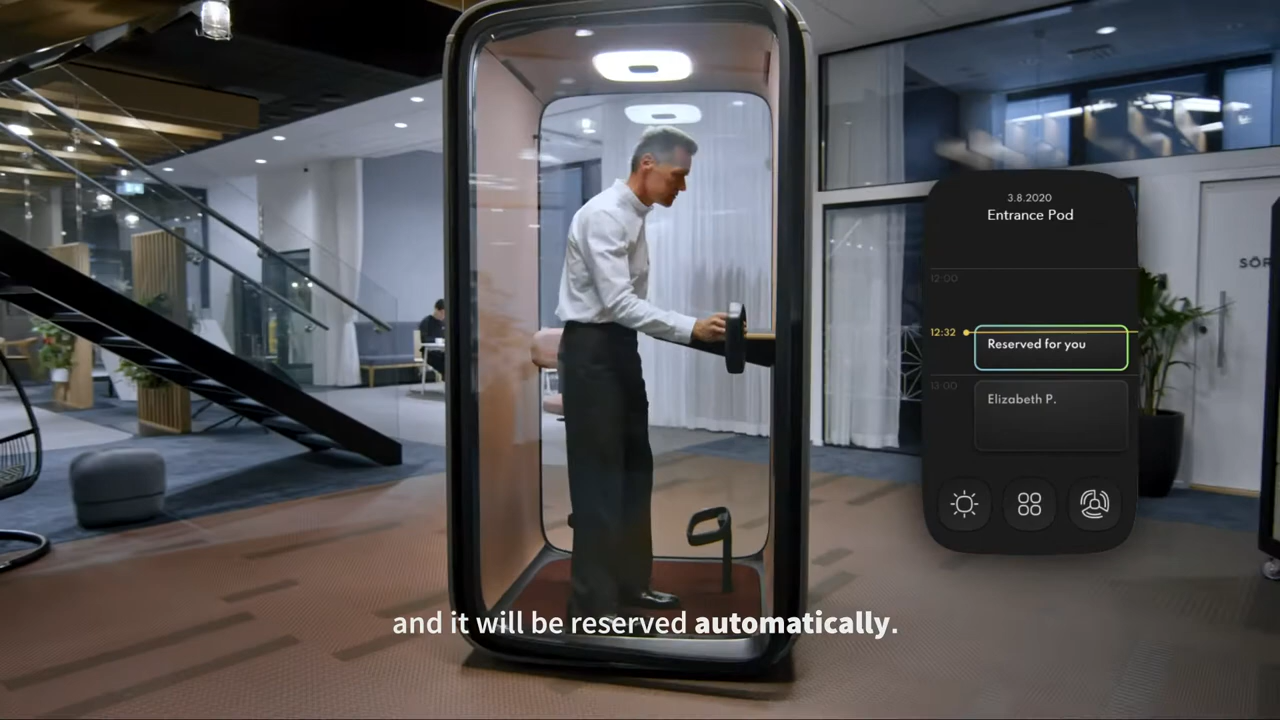 3.8.2020
Entrance Pod
12:00
12:32
Reserved for you
13:00
Elizabeth P.
SÖR
and it will be reserved automatically.